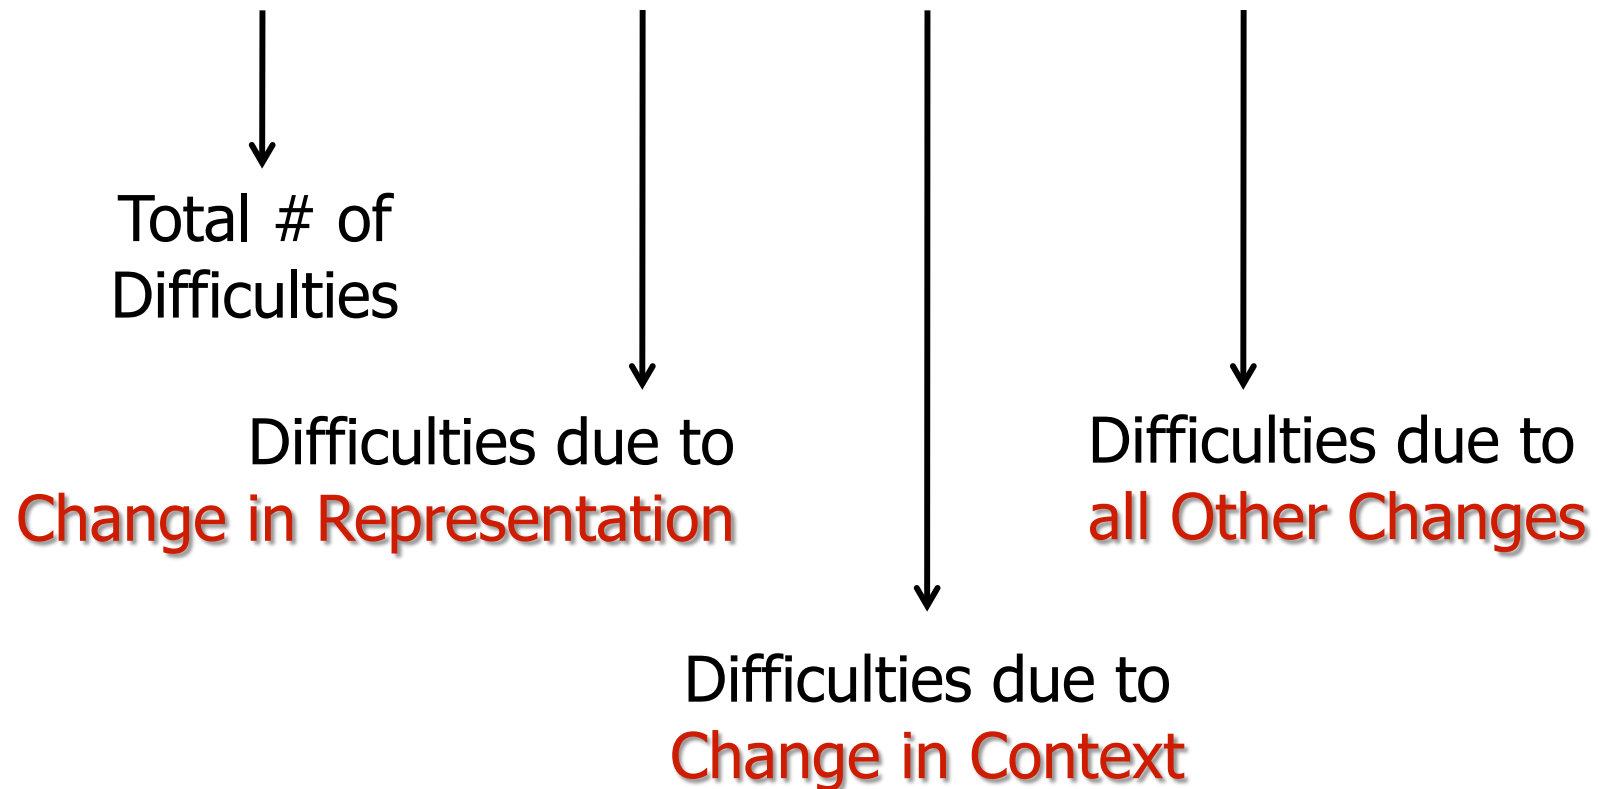 Total # of
Difficulties
Difficulties due to
Change in Representation
Difficulties due to
all Other Changes
Difficulties due to
Change in Context